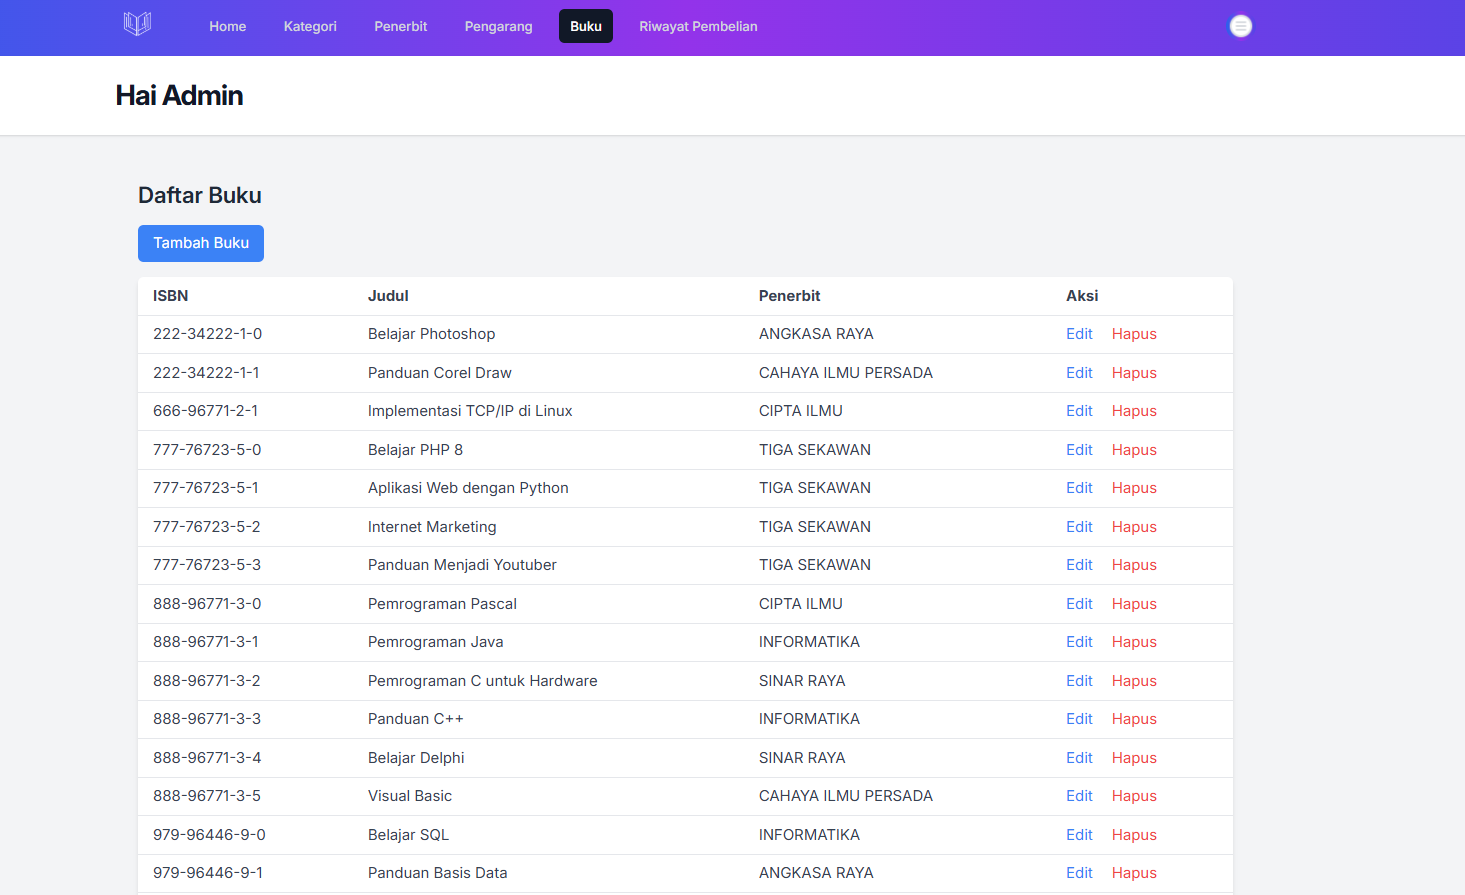 Home Kategori Penerbit Pengarang Buku Riwayat Pembelian
Hai Admin
Daftar Buku
Tambah Buku
ISBN Judul Penerbit Aksi
222-34222-1-0 Belajar Photoshop ANGKASA RAYA Edit Hapus
222-34222-1-1 Panduan Corel Draw CAHAYA ILMU PERSADA Edit Hapus
666-96771-2-1 Implementasi TCP/IP di Linux CIPTA ILMU Edit Hapus
777-76723-5-0 Belajar PHP 8 TIGA SEKAWAN Edit Hapus
777-76723-5-1 Aplikasi Web dengan Python TIGA SEKAWAN Edit Hapus
777-76723-5-2 Internet Marketing TIGA SEKAWAN Edit Hapus
777-76723-5-3 Panduan Menjadi Youtuber TIGA SEKAWAN Edit Hapus
888-96771-3-0 Pemrograman Pascal CIPTA ILMU Edit Hapus
888-96771-3-1 Pemrograman Java INFORMATIKA Edit Hapus
888-96771-3-2 Pemrograman C untuk Hardware SINAR RAYA Edit Hapus
888-96771-3-3 Panduan C++ INFORMATIKA Edit Hapus
888-96771-3-4 Belajar Delphi SINAR RAYA Edit Hapus
888-96771-3-5 Visual Basic CAHAYA ILMU PERSADA Edit Hapus
979-96446-9-0 Belajar SQL INFORMATIKA Edit Hapus
979-96446-9-1 Panduan Basis Data ANGKASA RAYA Edit Hapus